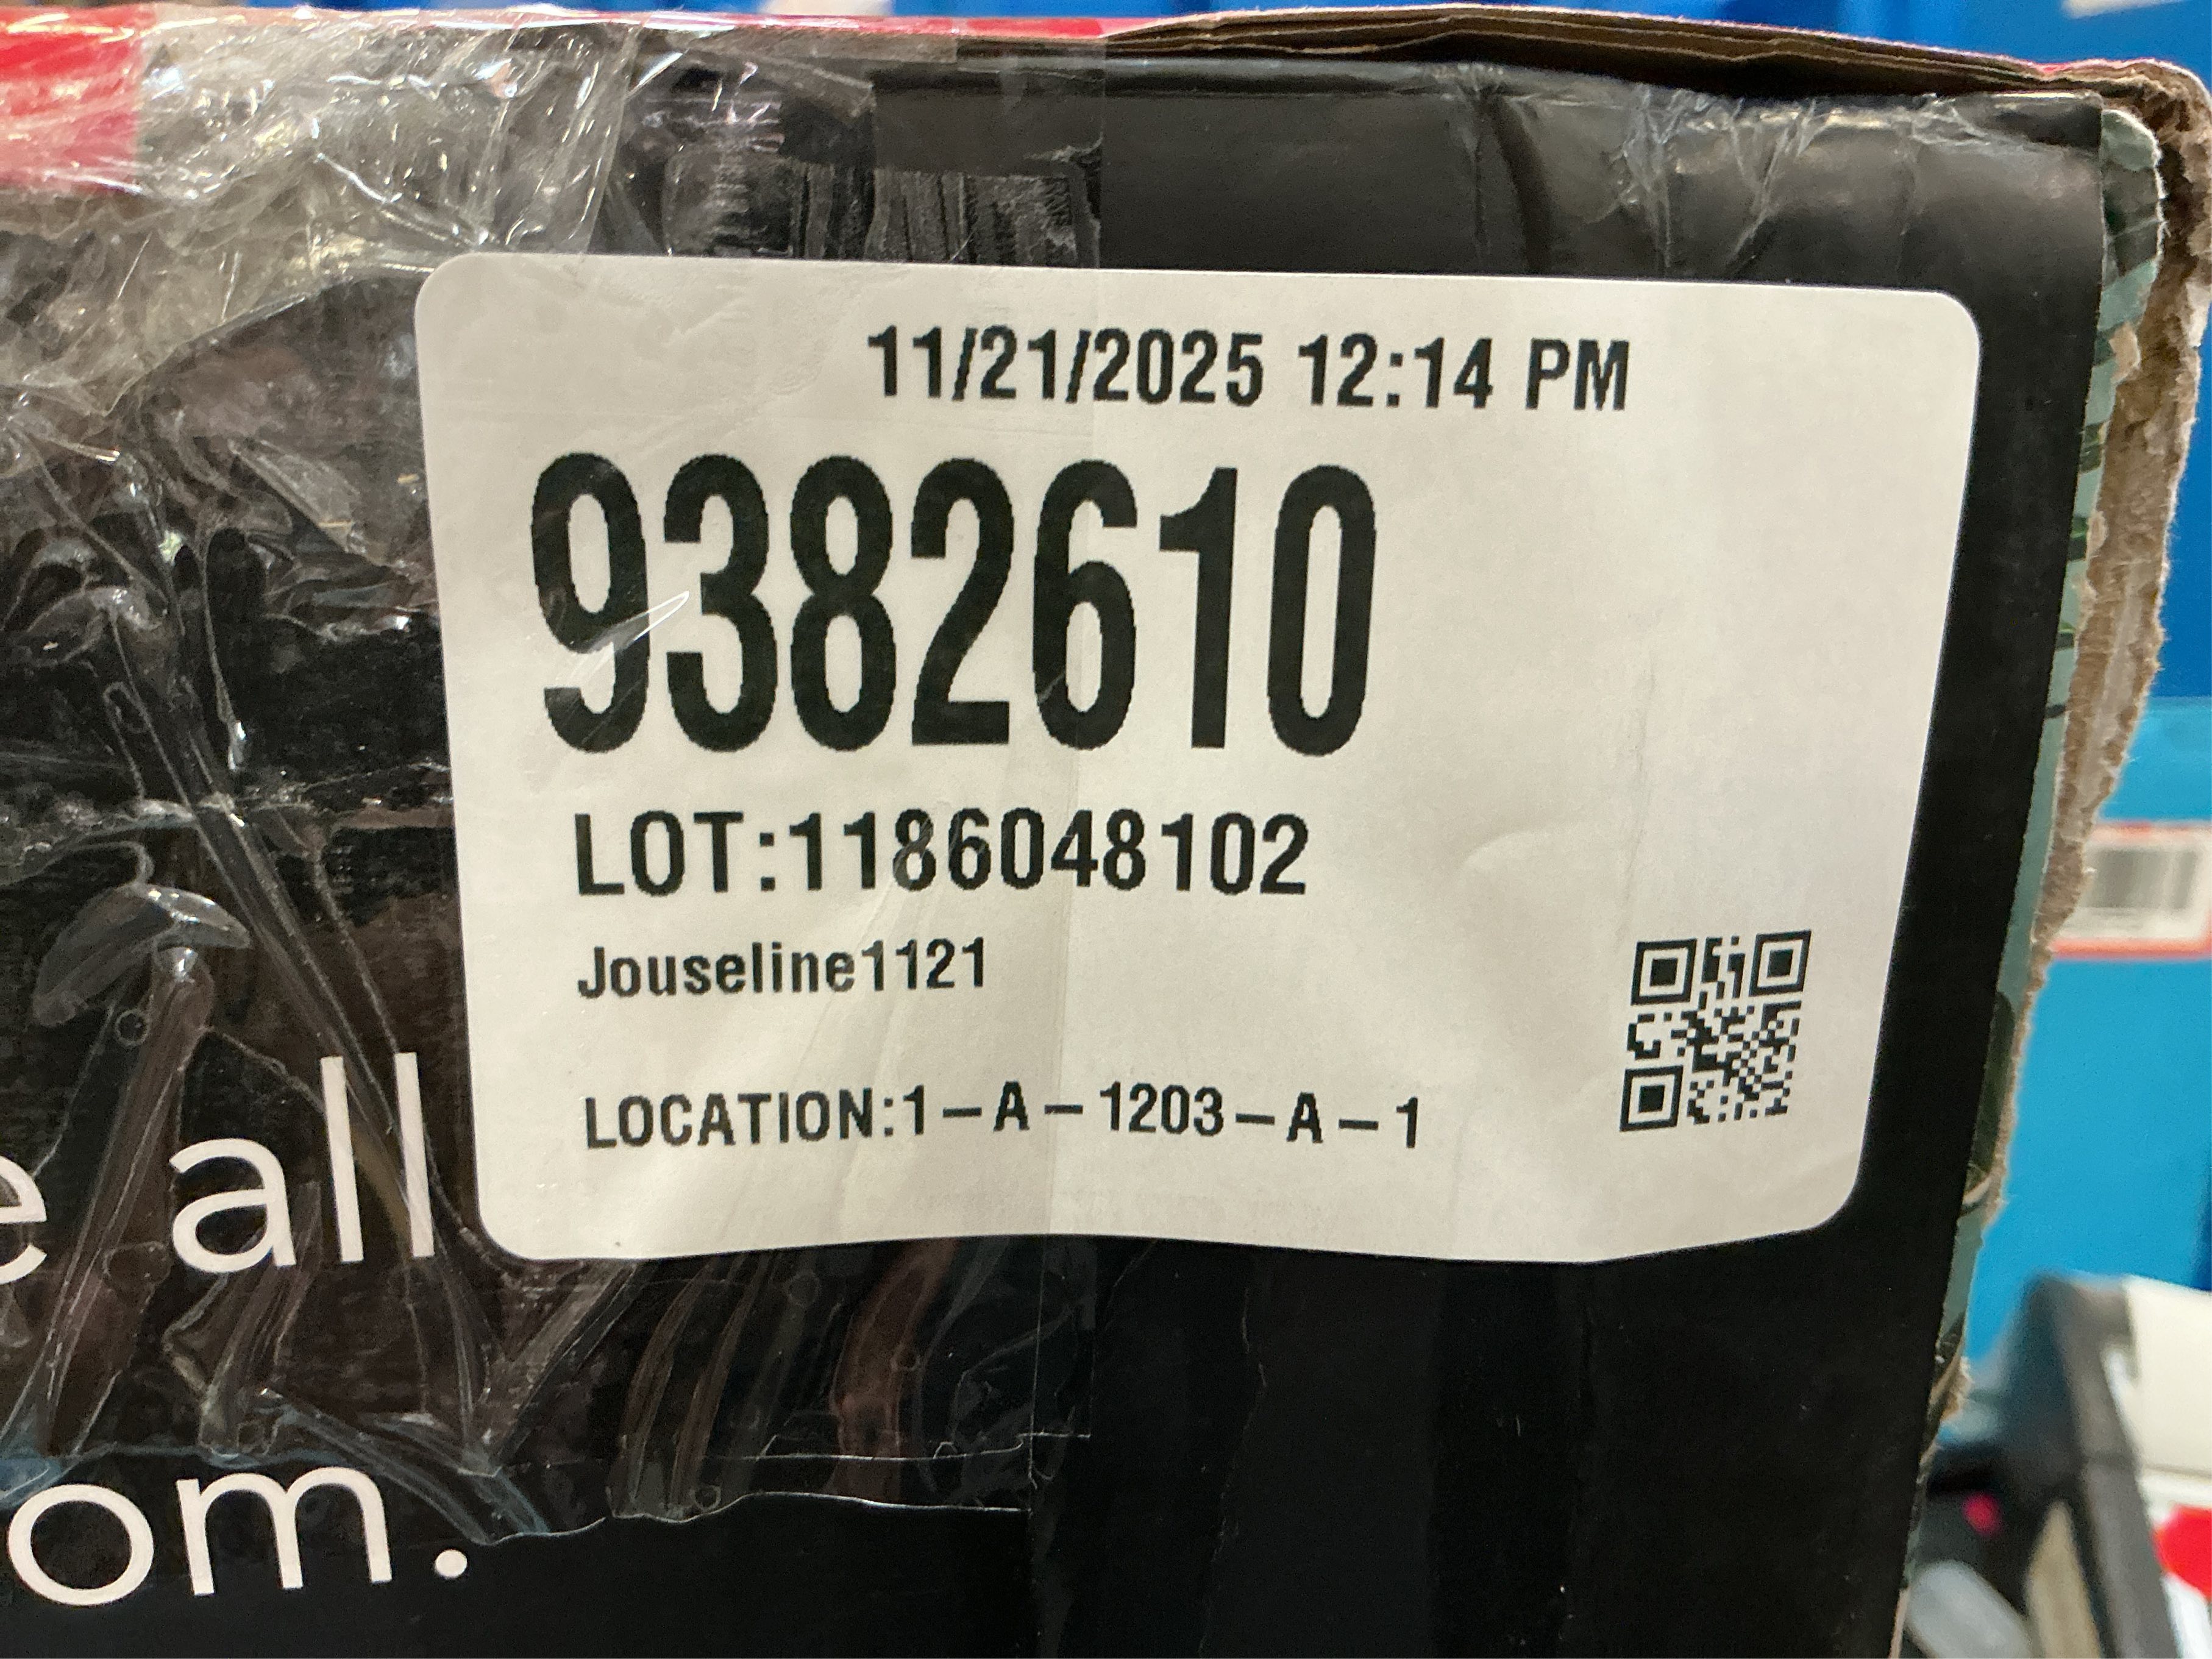 11/21/2025 12:14 PM
9382610
LOT:1186048102
Jouseline1121
LOCATION:1-A-1203-A-1
e all
om.